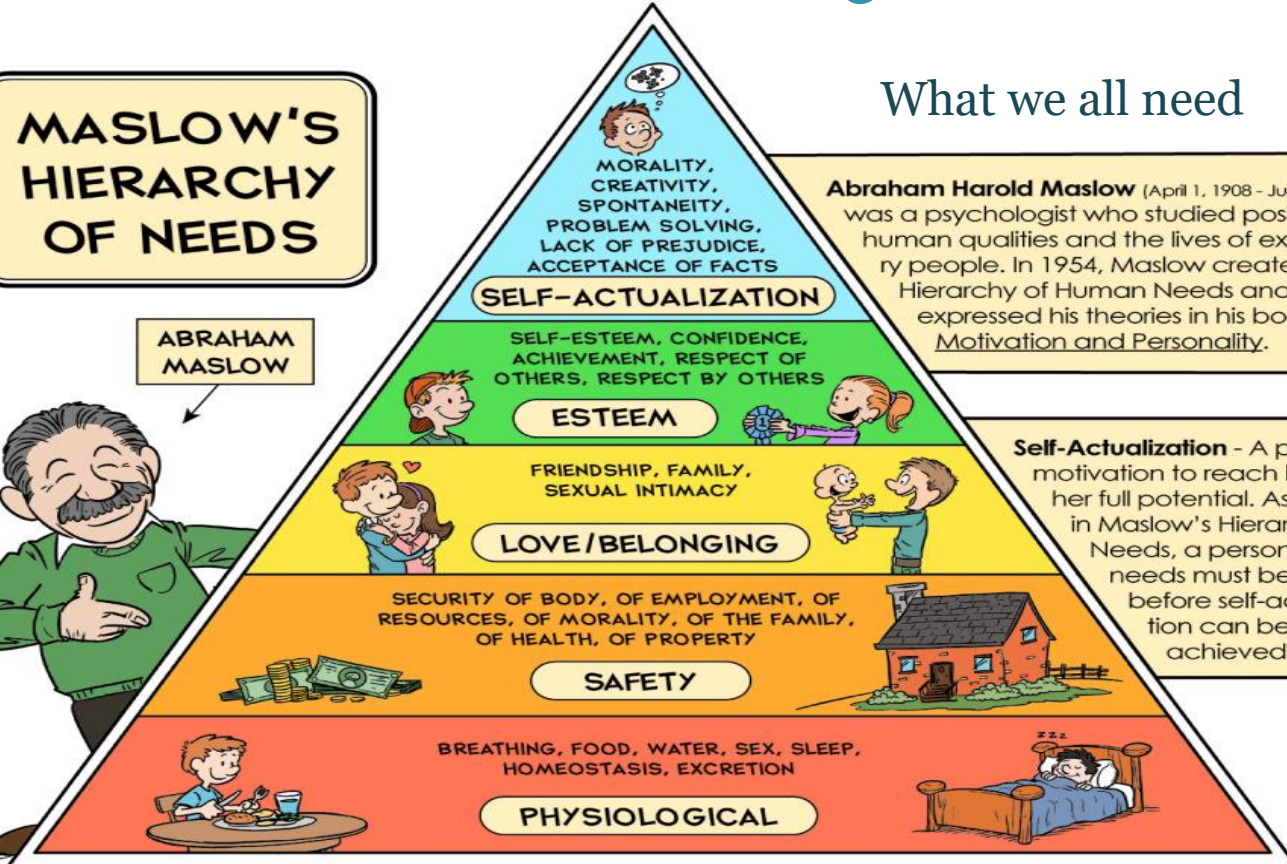 What we all need
MASLOW'S
HIERARCHY
OF NEEDS
ABRAHAM
MASLOW
MORALITY,
CREATIVITY,
SPONTANEITY,
PROBLEM SOLVING,
LACK OF PREJUDICE,
ACCEPTANCE OF FACTS
SELF-ACTUALIZATION
SELF-ESTEEM, CONFIDENCE,
ACHIEVEMENT, RESPECT OF
OTHERS, RESPECT BY OTHERS
ESTEEM
1
FRIENDSHIP, FAMILY,
SEXUAL INTIMACY
LOVE/BELONGING
SECURITY OF BODY, OF EMPLOYMENT, OF
RESOURCES, OF MORALITY, OF THE FAMILY,
OF HEALTH, OF PROPERTY
SAFETY
BREATHING, FOOD, WATER, SEX, SLEEP,
HOMEOSTASIS, EXCRETION
zzz
PHYSIOLOGICAL
Abraham Harold Maslow (April 1, 1908 - Ju
was a psychologist who studied pos
human qualities and the lives of ex
ry people. In 1954, Maslow create
Hierarchy of Human Needs and
expressed his theories in his bo
Motivation and Personality.
Self-Actualization - A p
motivation to reach
her full potential. As
in Maslow's Hierar
Needs, a person
needs must be
before self-ac
tion can be
achieved